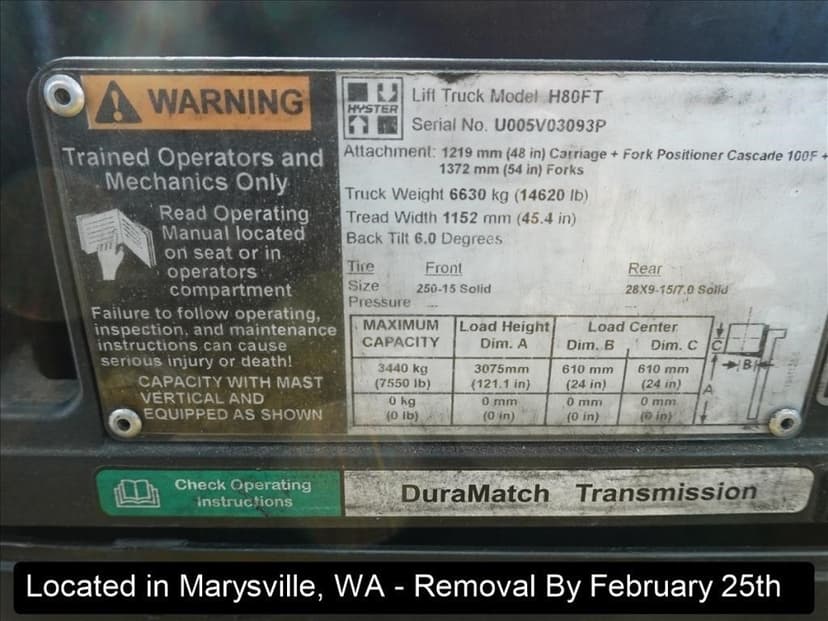 WARNING
Trained Operators and
Mechanics Only
Read Operating
Manual located
on seat or in
operators
compartment
Failure to follow operating,
inspection, and maintenance
instructions can cause
serious injury or death!
CAPACITY WITH MAST
VERTICAL AND
EQUIPPED AS SHOWN
HYSTER
Lift Truck Model H80FT
Serial No. U005V03093P
Attachment: 1219 mm (48 in) Carriage + Fork Positioner Cascade 100F +
1372 mm (54 in) Forks
Truck Weight 6630 kg (14620 lb)
Tread Width 1152 mm (45.4 in)
Back Tilt 6.0 Degrees
Tire Front Rear
Size 250-15 Solid 28X9-15/7.0 Solid
Pressure ... ...
MAXIMUM Load Height Load Center
CAPACITY Dim. A Dim. B Dim. C
3440 kg 3075mm 610 mm 610 mm
(7550 lb) (121.1 in) (24 in) (24 in)
0 kg 0 mm 0 mm 0 mm
(0 lb) (0 in) (0 in) (0 in)
C
B
A
Check Operating
Instructions
DuraMatch Transmission
Located in Marysville, WA - Removal By February 25th